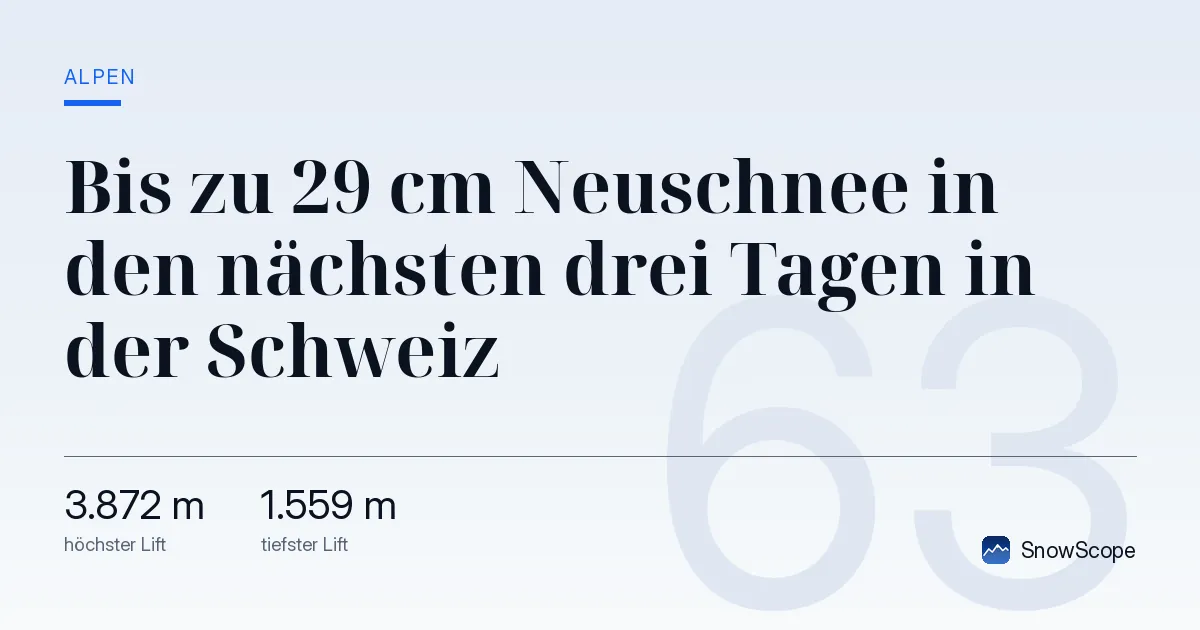 ALPEN
Bis zu 29 cm Neuschnee in
den nächsten drei Tagen in
der Schweiz
63
3.872 m 1.559 m
höchster Lift tiefster Lift
SnowScope